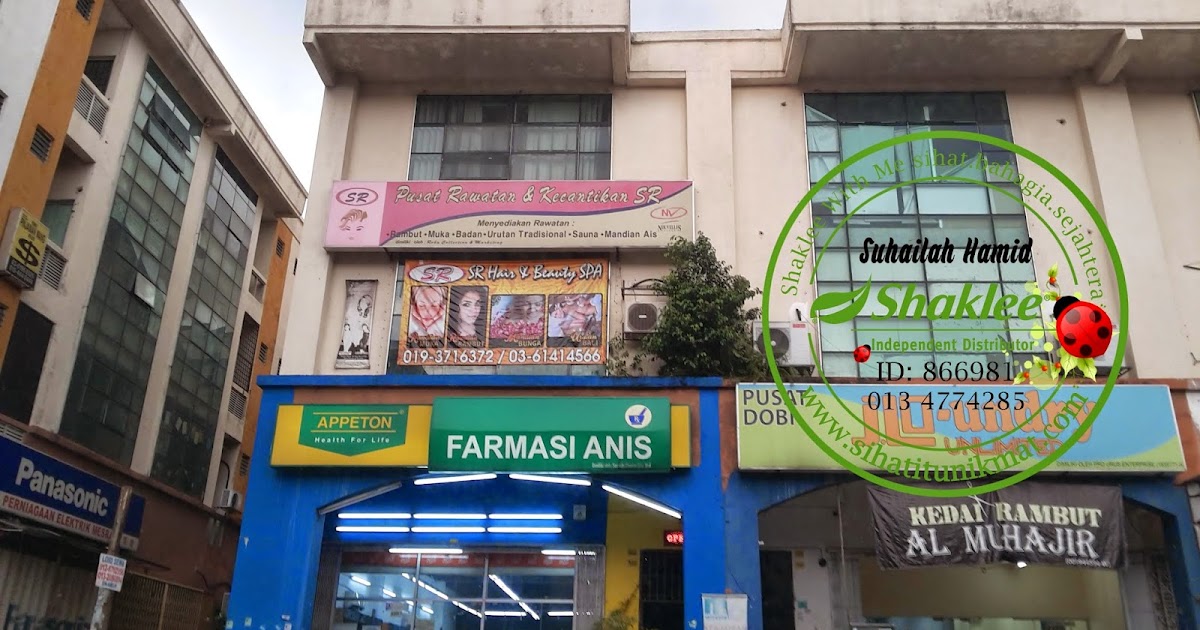 SR
Pusat Rawatan & Kecantikan SR
Menyediakan Rawatan :
•Rambut•Muka•Badan•Urutan Tradisional•Sauna•Mandian Ais
NV
SR
SR Hair & Beauty SPA
019-3716372 / 03-61414566
APPETON
Health For Life
FARMASI ANIS
PUSAT
DOBI
UNLIMITED
KEDAI RAMBUT
AL MUHAJIR
Panasonic
PERNIAGAAN ELEKTRIK
$
Suhailah Hamid
Shaklee
Independent Distributor
ID: 866981
013 4774285
www.sihatitunikmat.com